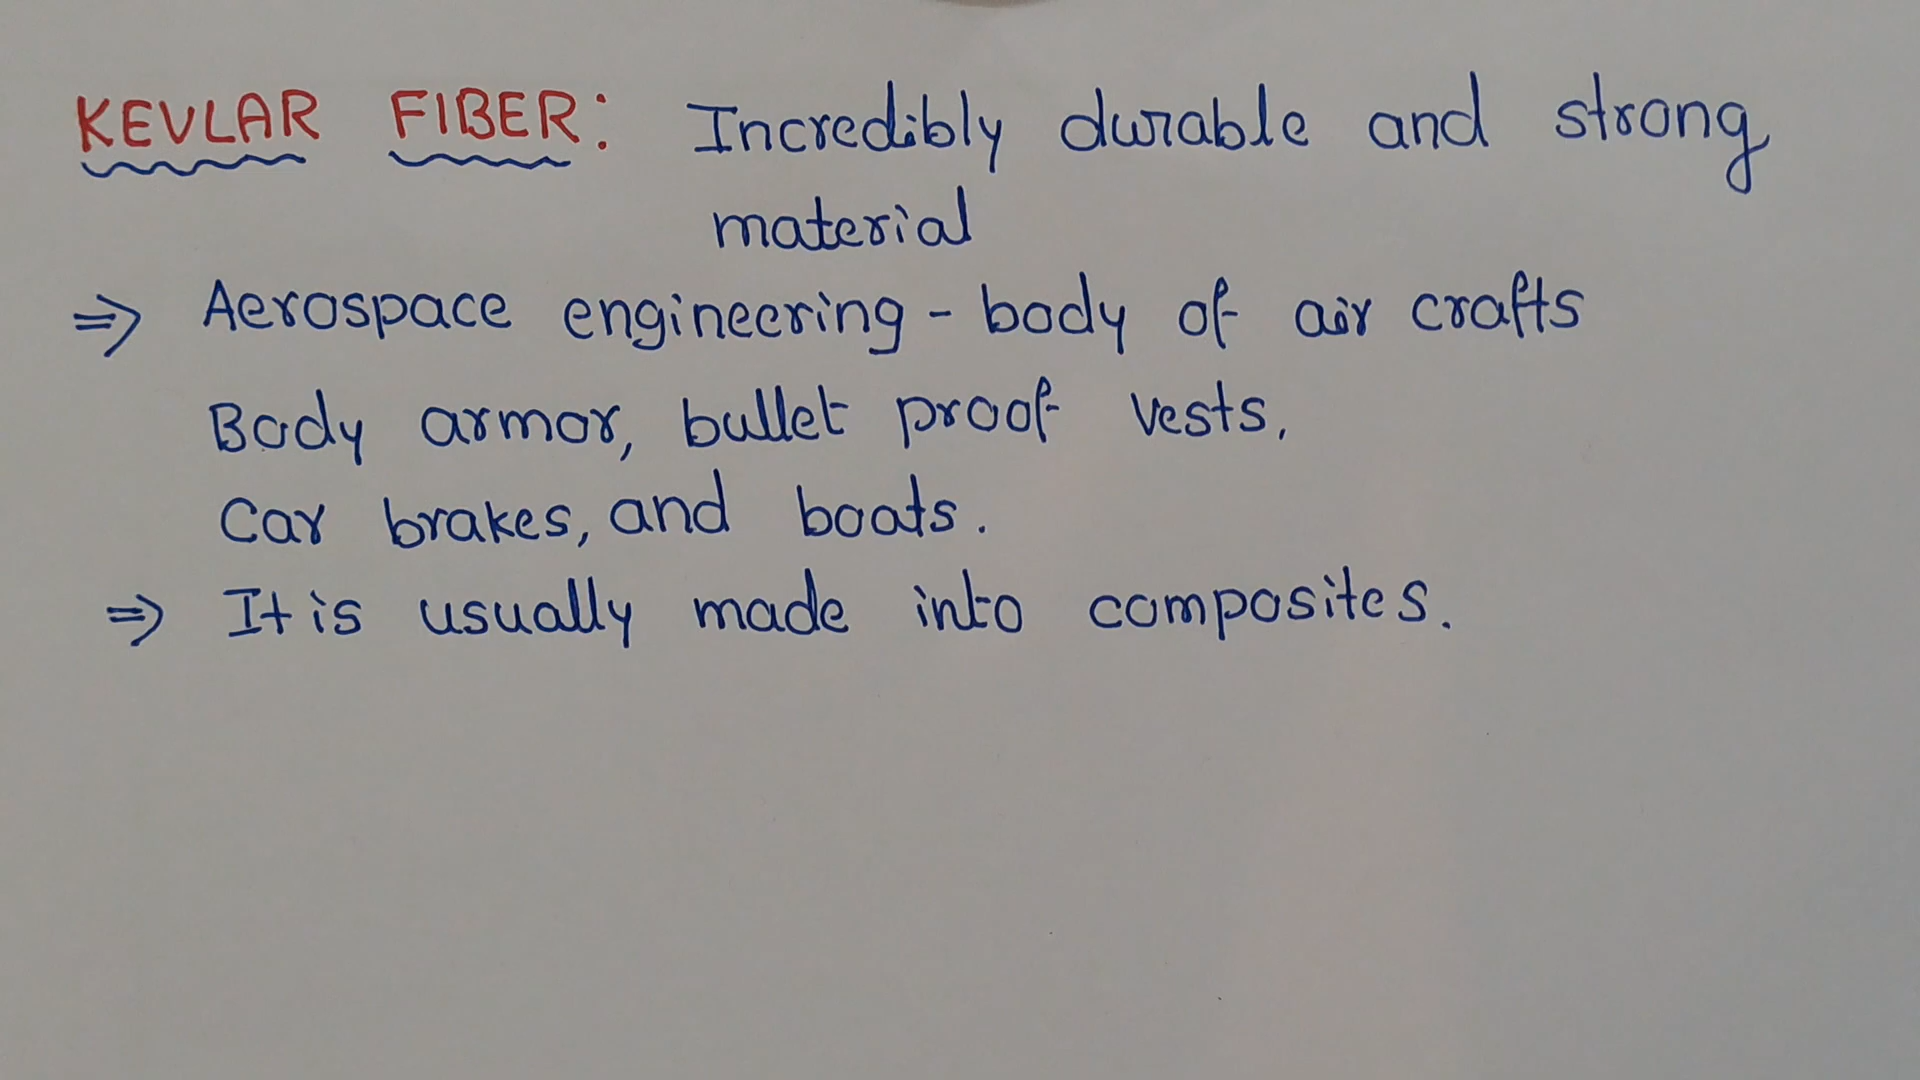 KEVLAR FIBER: Incredibly durable and strong
material
⇒ Aerospace engineering - body of air crafts
Body armor, bullet proof vests,
Car brakes, and boats.
⇒ It is usually made into composites.